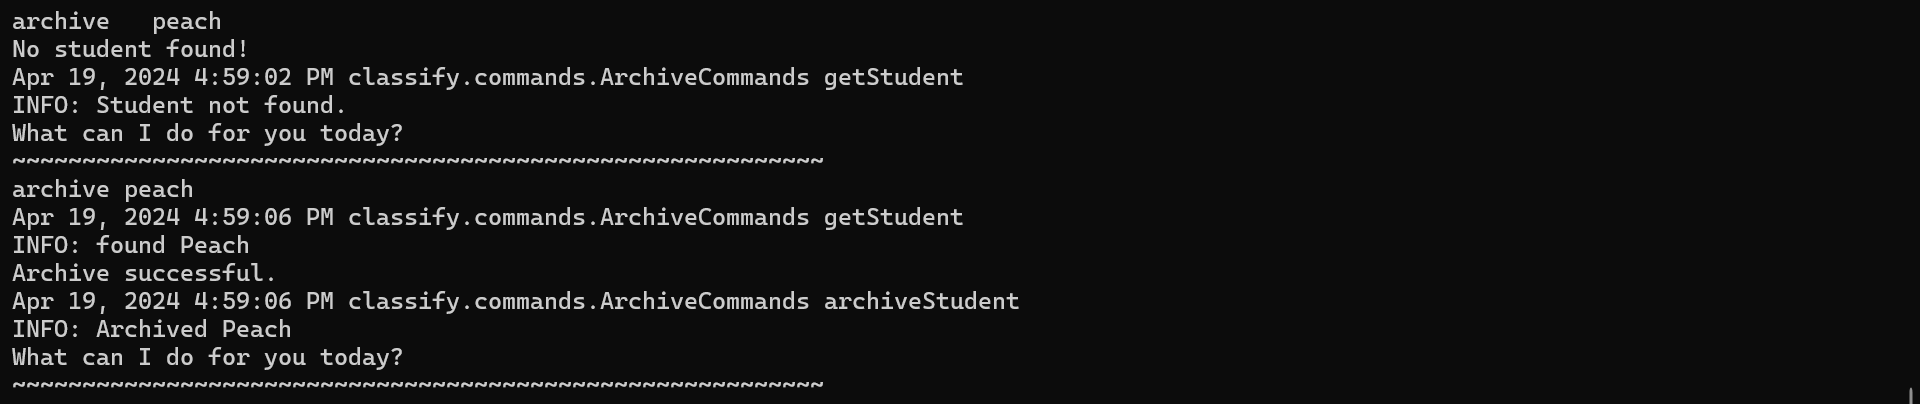 archive   peach
No student found!
Apr 19, 2024 4:59:02 PM classify.commands.ArchiveCommands getStudent
INFO: Student not found.
What can I do for you today?
~~~~~~~~~~~~~~~~~~~~~~~~~~~~~~~~~~~~~~~~~~~~~~~~~~~~~~~~~~
archive peach
Apr 19, 2024 4:59:06 PM classify.commands.ArchiveCommands getStudent
INFO: found Peach
Archive successful.
Apr 19, 2024 4:59:06 PM classify.commands.ArchiveCommands archiveStudent
INFO: Archived Peach
What can I do for you today?
~~~~~~~~~~~~~~~~~~~~~~~~~~~~~~~~~~~~~~~~~~~~~~~~~~~~~~~~~~